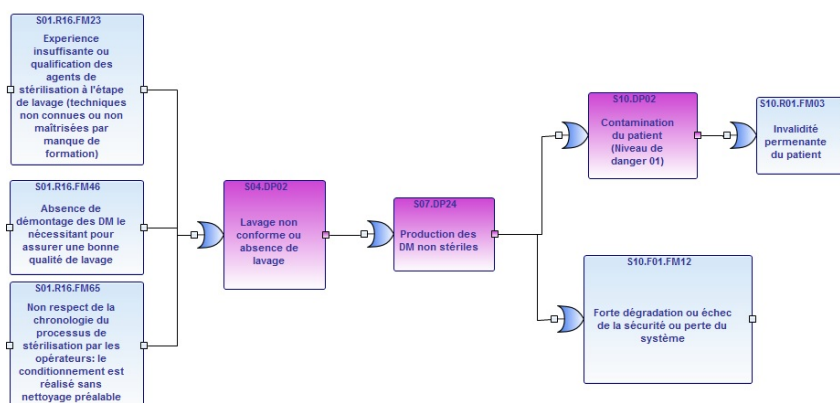 S01.R16.FM23
Experience
insuffisante ou
qualification des
agents de
stérilisation à l'étape
de lavage (techniques
non connues ou non
maîtrisées par
manque de
formation)
S01.R16.FM46
Absence de
démontage des DM le
nécessitant pour
assurer une bonne
qualité de lavage
S01.R16.FM65
Non respect de la
chronologie du
processus de
stérilisation par les
opérateurs: le
conditionnement est
réalisé sans
nettoyage préalable
S04.DP02
Lavage non
conforme ou
absence de
lavage
S07.DP24
Production des
DM non stériles
S10.DP02
Contamination
du patient
(Niveau de
danger 01)
S10.R01.FM03
Invalidité
permenante
du patient
S10.F01.FM12
Forte dégradation ou échec
de la sécurité ou perte du
système